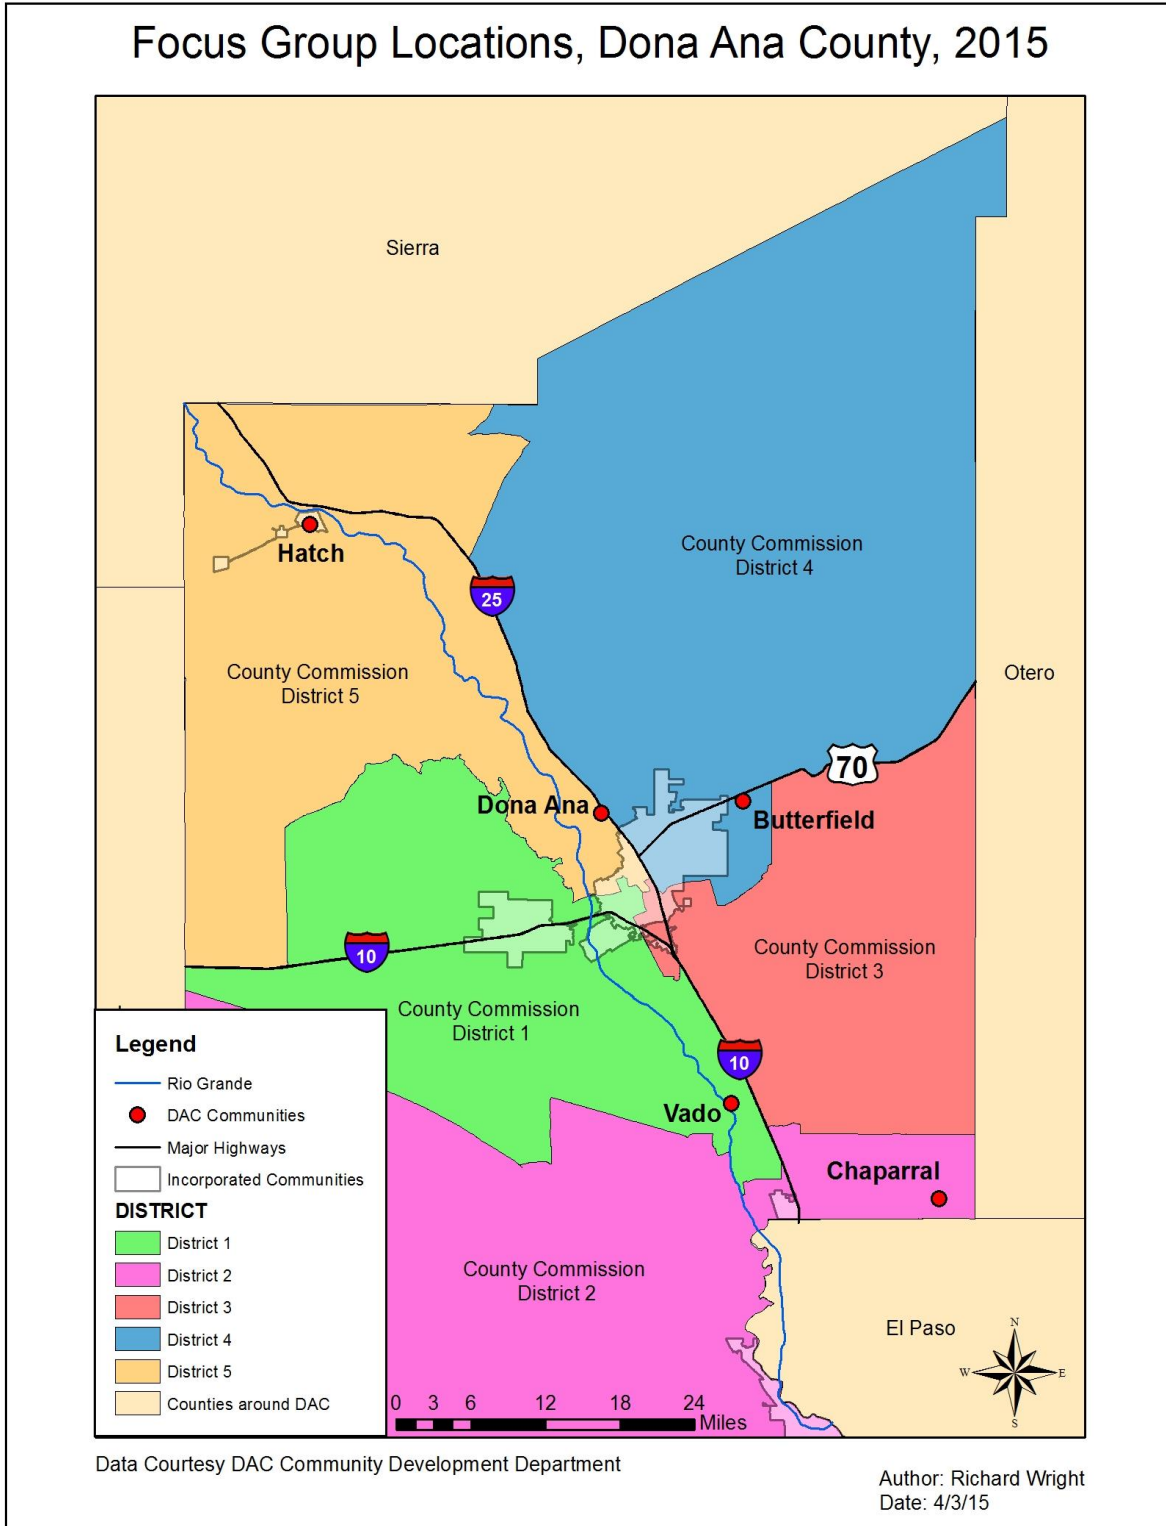 Focus Group Locations, Dona Ana County, 2015
Sierra
County Commission
District 4
Hatch
25
County Commission
District 5
Otero
70
Dona Ana
Butterfield
10
County Commission
District 3
County Commission
District 1
10
Vado
Chaparral
County Commission
District 2
El Paso
N
W
E
S
Legend
Rio Grande
DAC Communities
Major Highways
Incorporated Communities
DISTRICT
District 1
District 2
District 3
District 4
District 5
Counties around DAC
0 3 6 12 18 24
Miles
Data Courtesy DAC Community Development Department
Author: Richard Wright
Date: 4/3/15